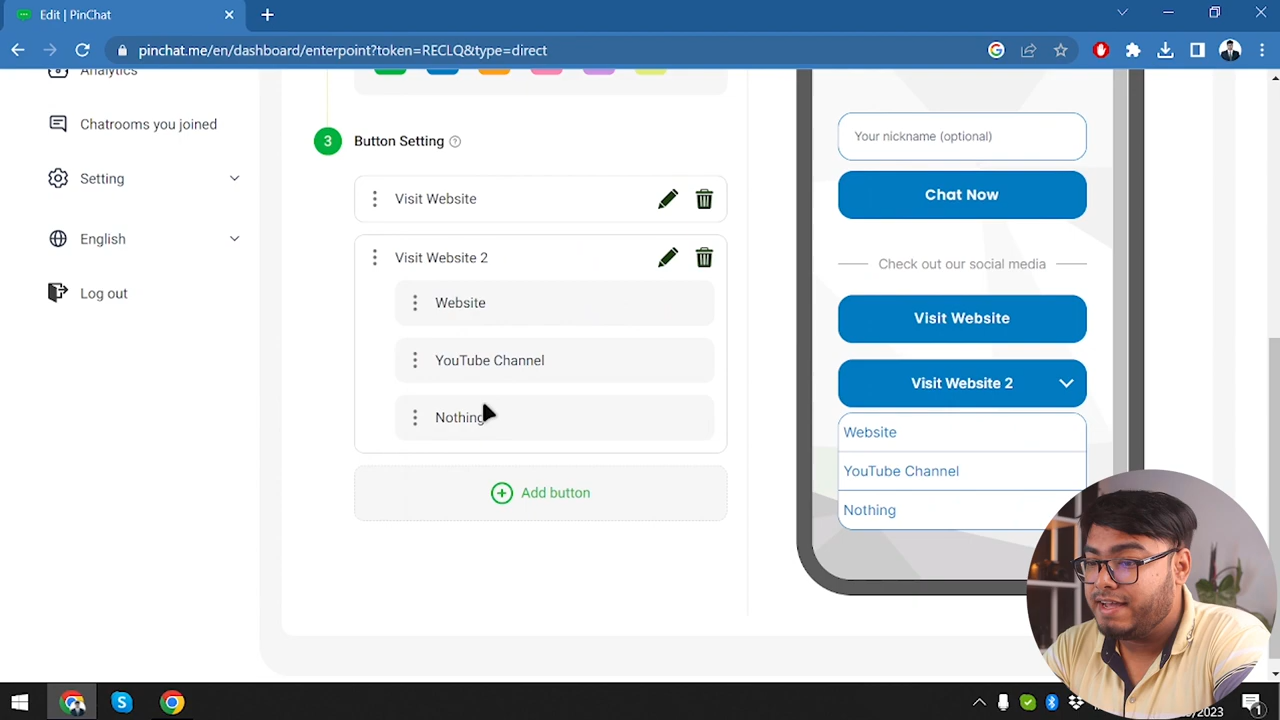 Edit | PinChat
pinchat.me/en/dashboard/enterpoint?token=RECLQ&type=direct
Analytics
Chatrooms you joined
Setting
English
Log out
3
Button Setting ?
Visit Website
Visit Website 2
Website
YouTube Channel
Nothing
Add button
Your nickname (optional)
Chat Now
Check out our social media
Visit Website
Visit Website 2
Website
YouTube Channel
Nothing
/2023
1